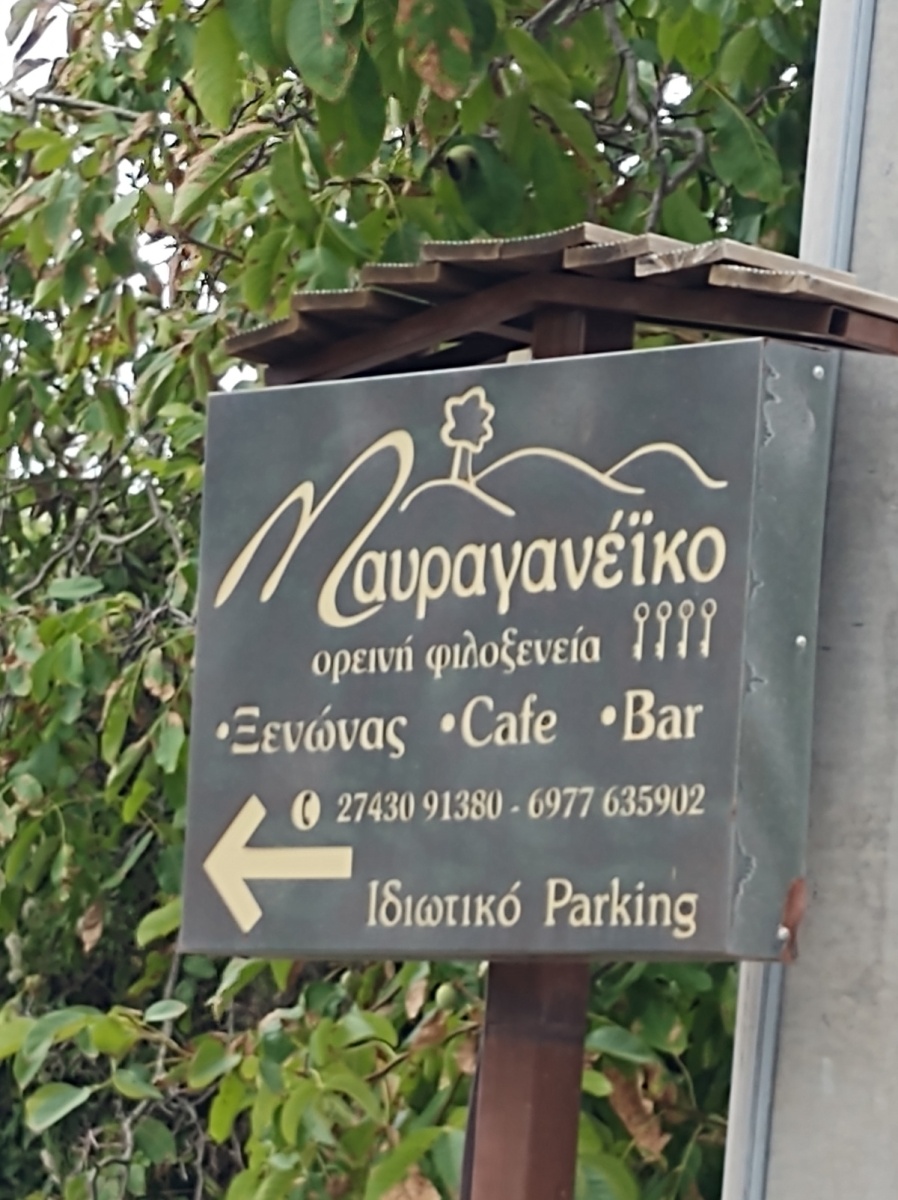 Μαυραγανέϊκο
ορεινή φιλοξενεία
•Ξενώνας •Cafe •Bar
27430 91380 - 6977 635902
Ιδιωτικό Parking